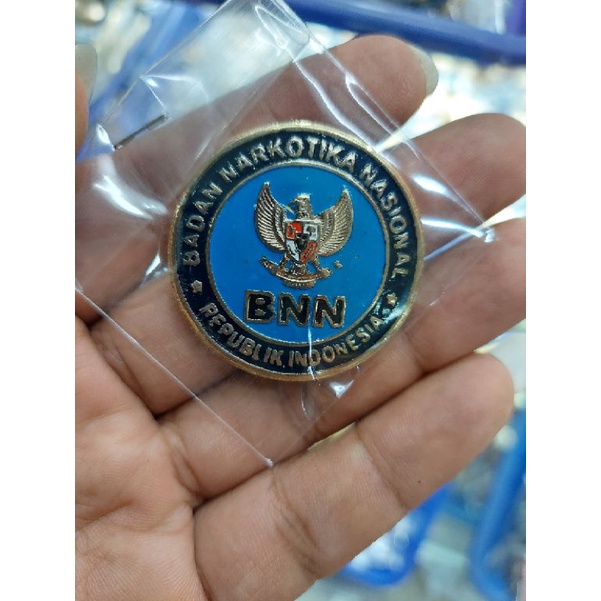 BADAN NARKOTIKA NASIONAL
BNN
REPUBLIK INDONESIA